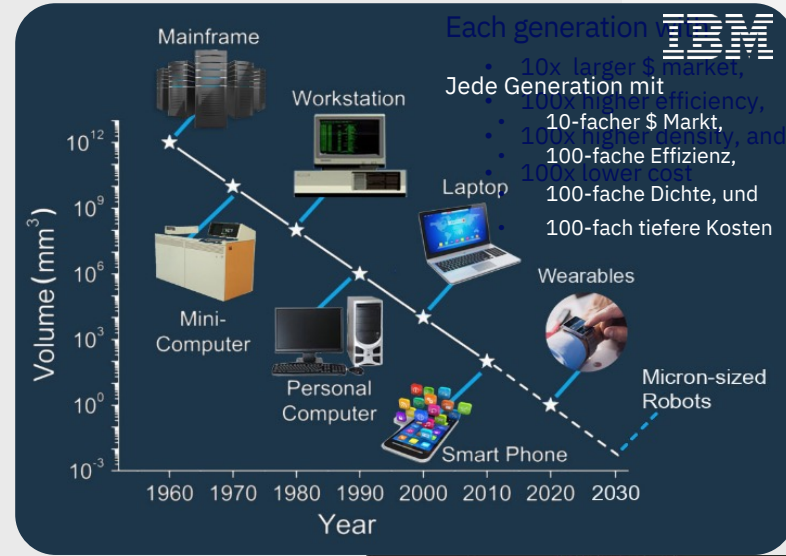 Each generation with
10x larger $ market,
100x higher efficiency,
100x higher density, and
100x lower cost
IBM
Jede Generation mit
10-facher $ Markt,
100-fache Effizienz,
100-fache Dichte, und
100-fach tiefere Kosten
Mainframe
Workstation
Laptop
Wearables
Mini-
Computer
Personal
Computer
Smart Phone
Micron-sized
Robots
Volume (mm³)
10¹²
10⁹
10⁶
10³
10⁰
10⁻³
1960 1970 1980 1990 2000 2010 2020 2030
Year